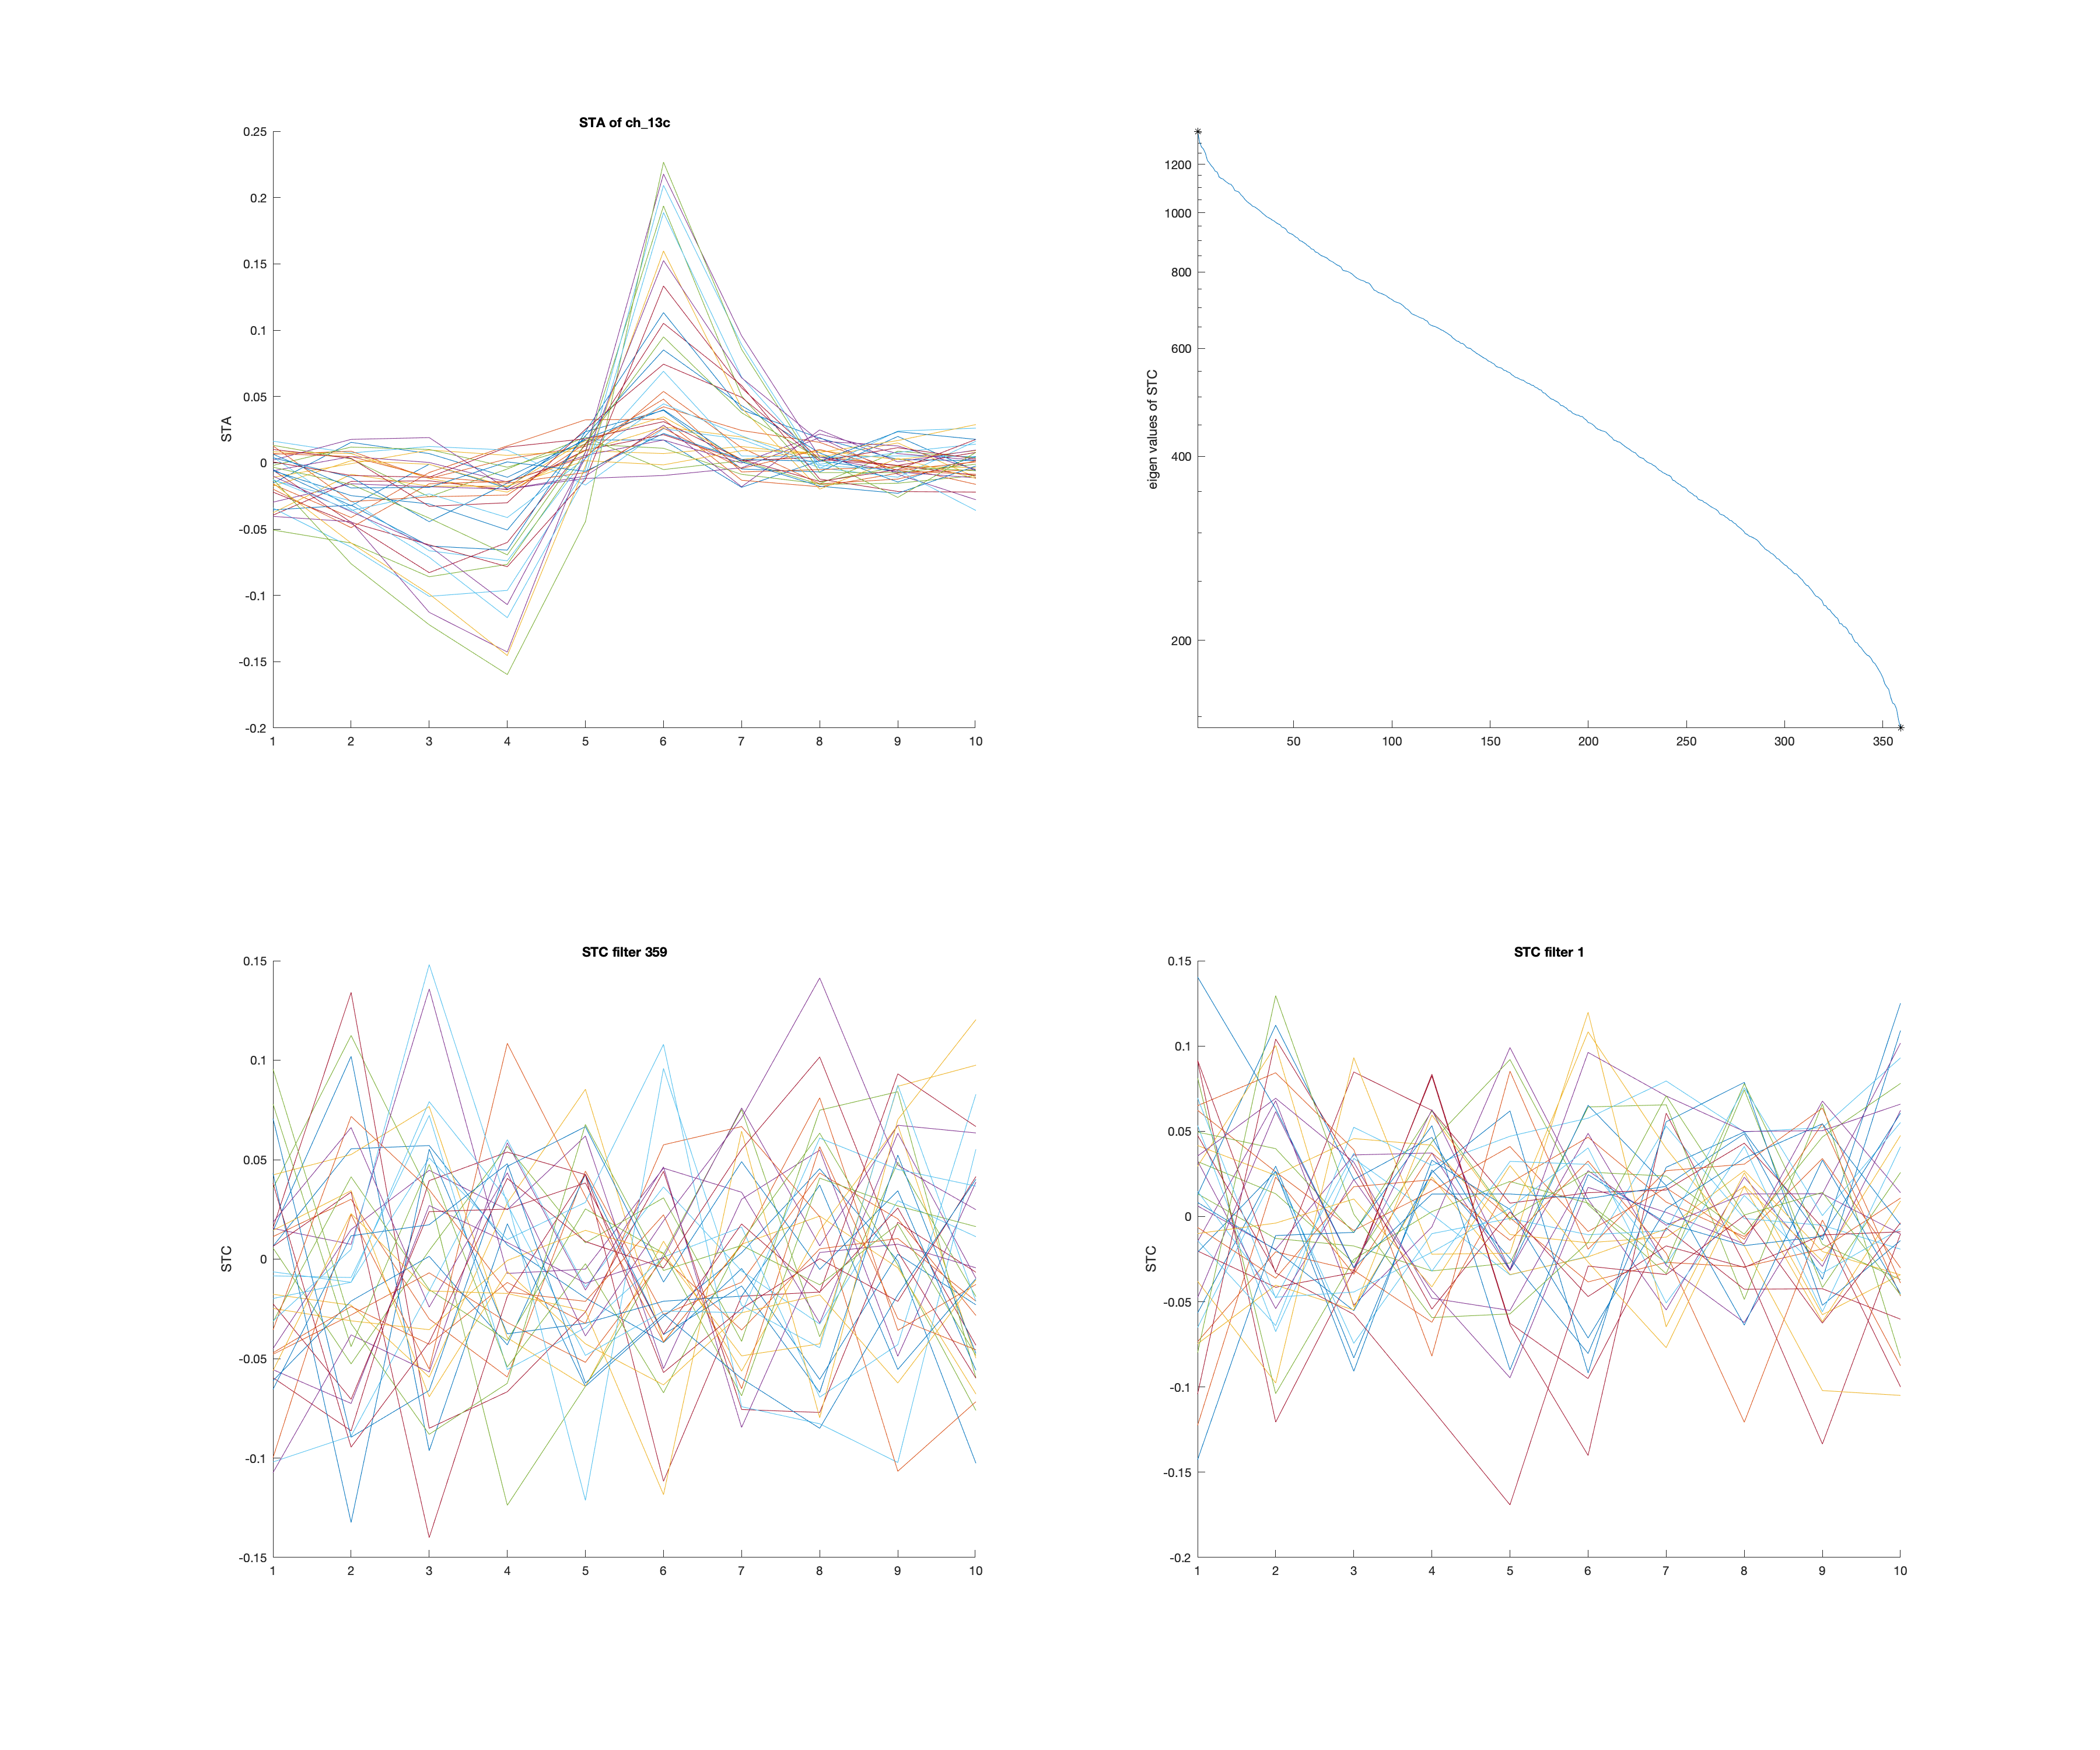 STA of ch_13c
0.25
0.2
0.15
0.1
0.05
0
-0.05
-0.1
-0.15
-0.2
STA
1 2 3 4 5 6 7 8 9 10
1200
1000
800
600
400
200
eigen values of STC
50 100 150 200 250 300 350
STC filter 359
0.15
0.1
0.05
0
-0.05
-0.1
-0.15
STC
1 2 3 4 5 6 7 8 9 10
STC filter 1
0.15
0.1
0.05
0
-0.05
-0.1
-0.15
-0.2
STC
1 2 3 4 5 6 7 8 9 10